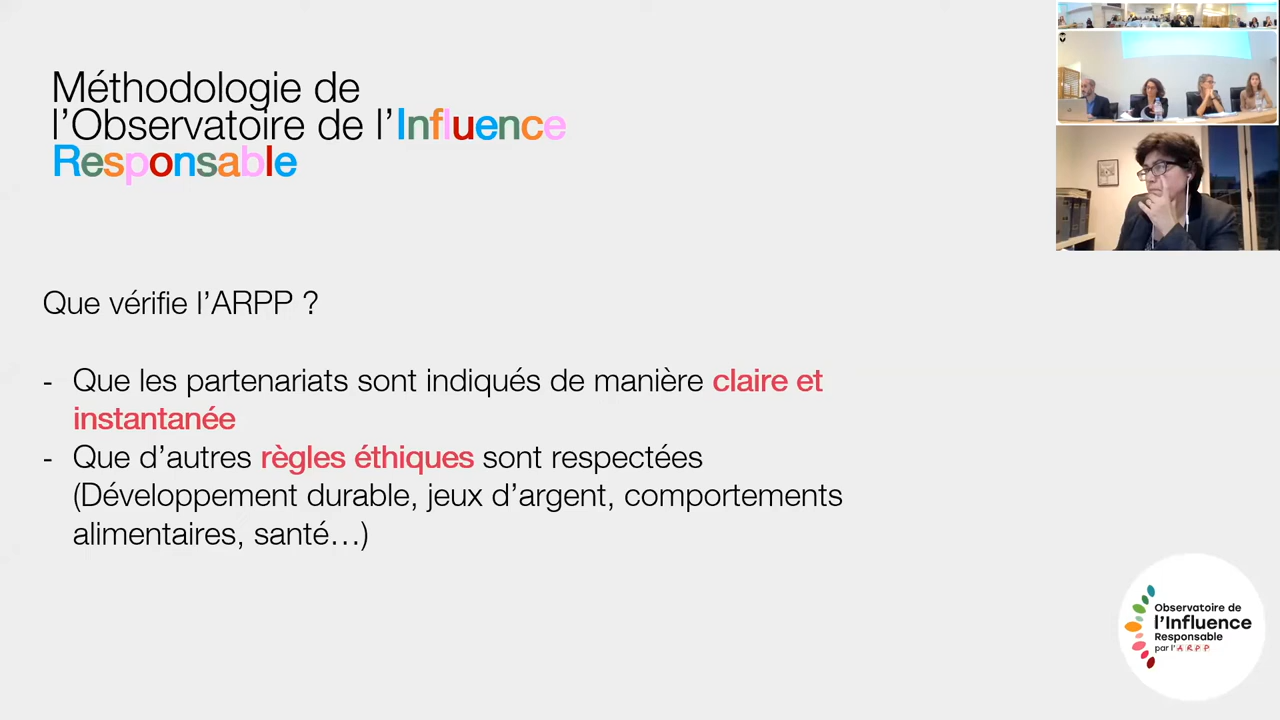 Méthodologie de
l’Observatoire de l’Influence
Responsable
Que vérifie l’ARPP ?
- Que les partenariats sont indiqués de manière claire et
instantanée
- Que d’autres règles éthiques sont respectées
(Développement durable, jeux d’argent, comportements
alimentaires, santé…)
Observatoire de
l’Influence
Responsable
par l’ARPP